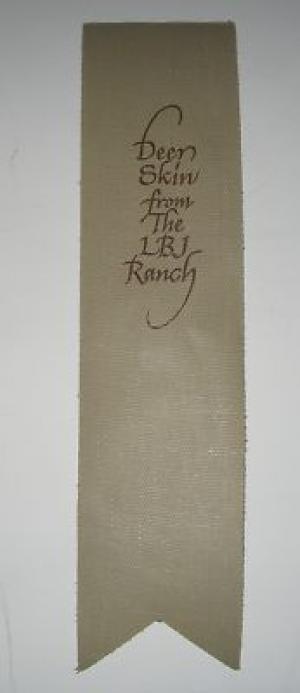 Deer
Skin
from
The
LBJ
Ranch